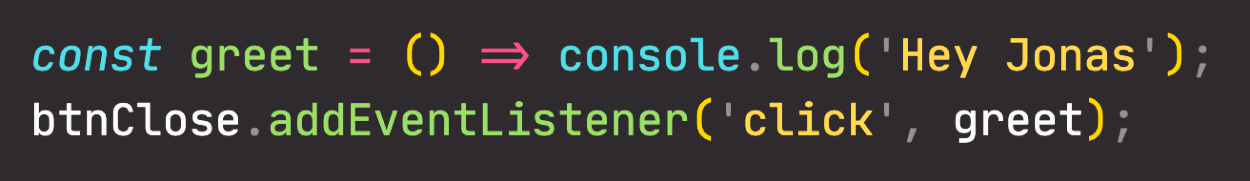 const greet = () => console.log('Hey Jonas');
btnClose.addEventListener('click', greet);